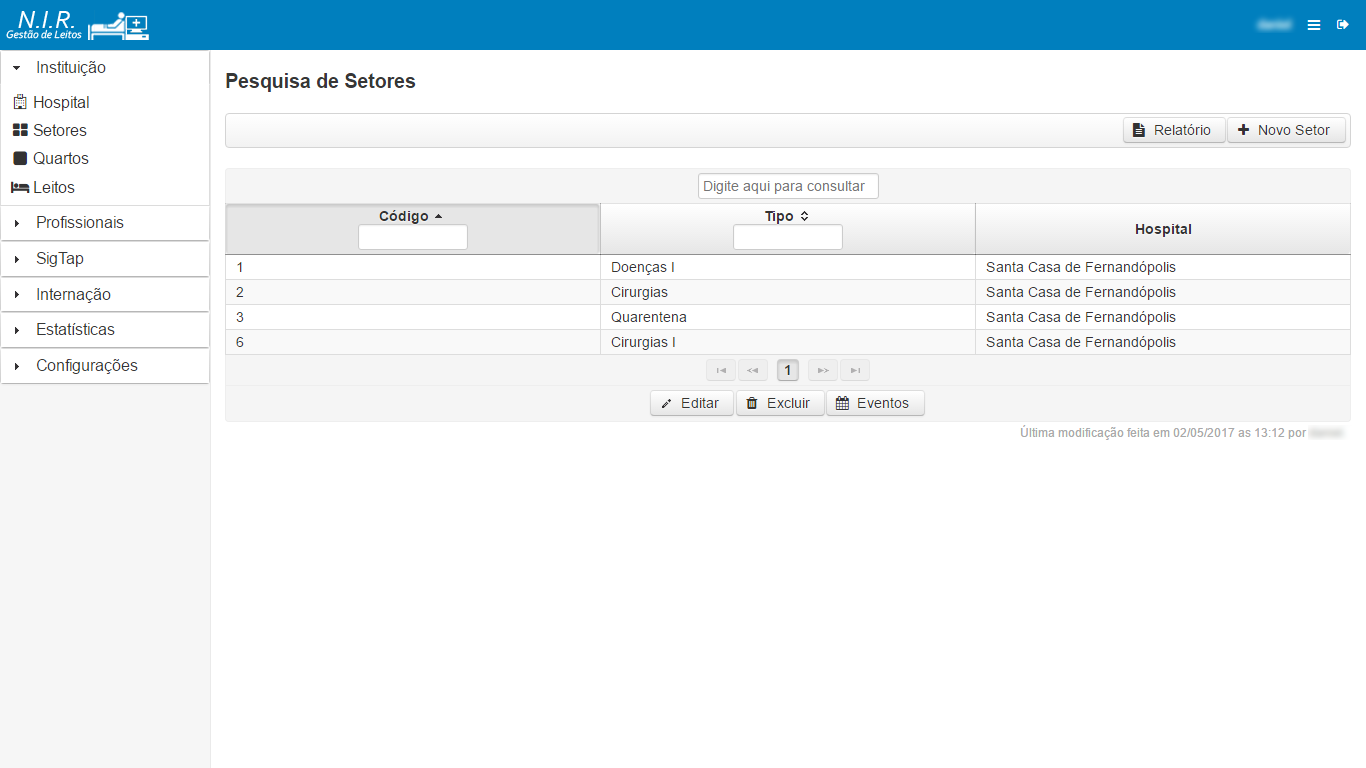 N.I.R.
Gestão de Leitos
Instituição
Hospital
Setores
Quartos
Leitos
Profissionais
SigTap
Internação
Estatísticas
Configurações
Pesquisa de Setores
Relatório Novo Setor
Digite aqui para consultar
Código Tipo Hospital
1 Doenças I Santa Casa de Fernandópolis
2 Cirurgias Santa Casa de Fernandópolis
3 Quarentena Santa Casa de Fernandópolis
6 Cirurgias I Santa Casa de Fernandópolis
1
Editar Excluir Eventos
Última modificação feita em 02/05/2017 as 13:12 por